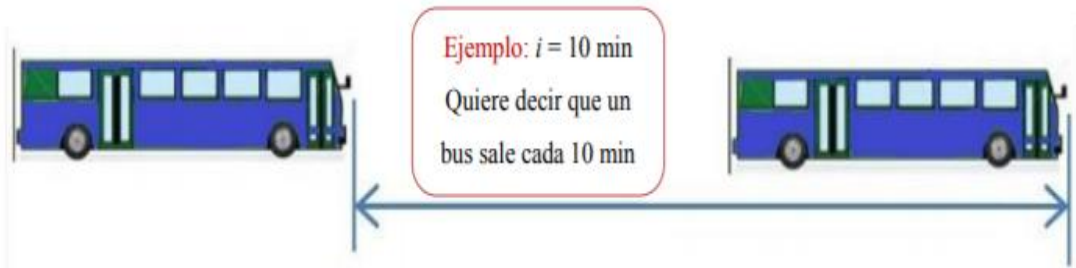 Ejemplo: i = 10 min
Quiere decir que un
bus sale cada 10 min